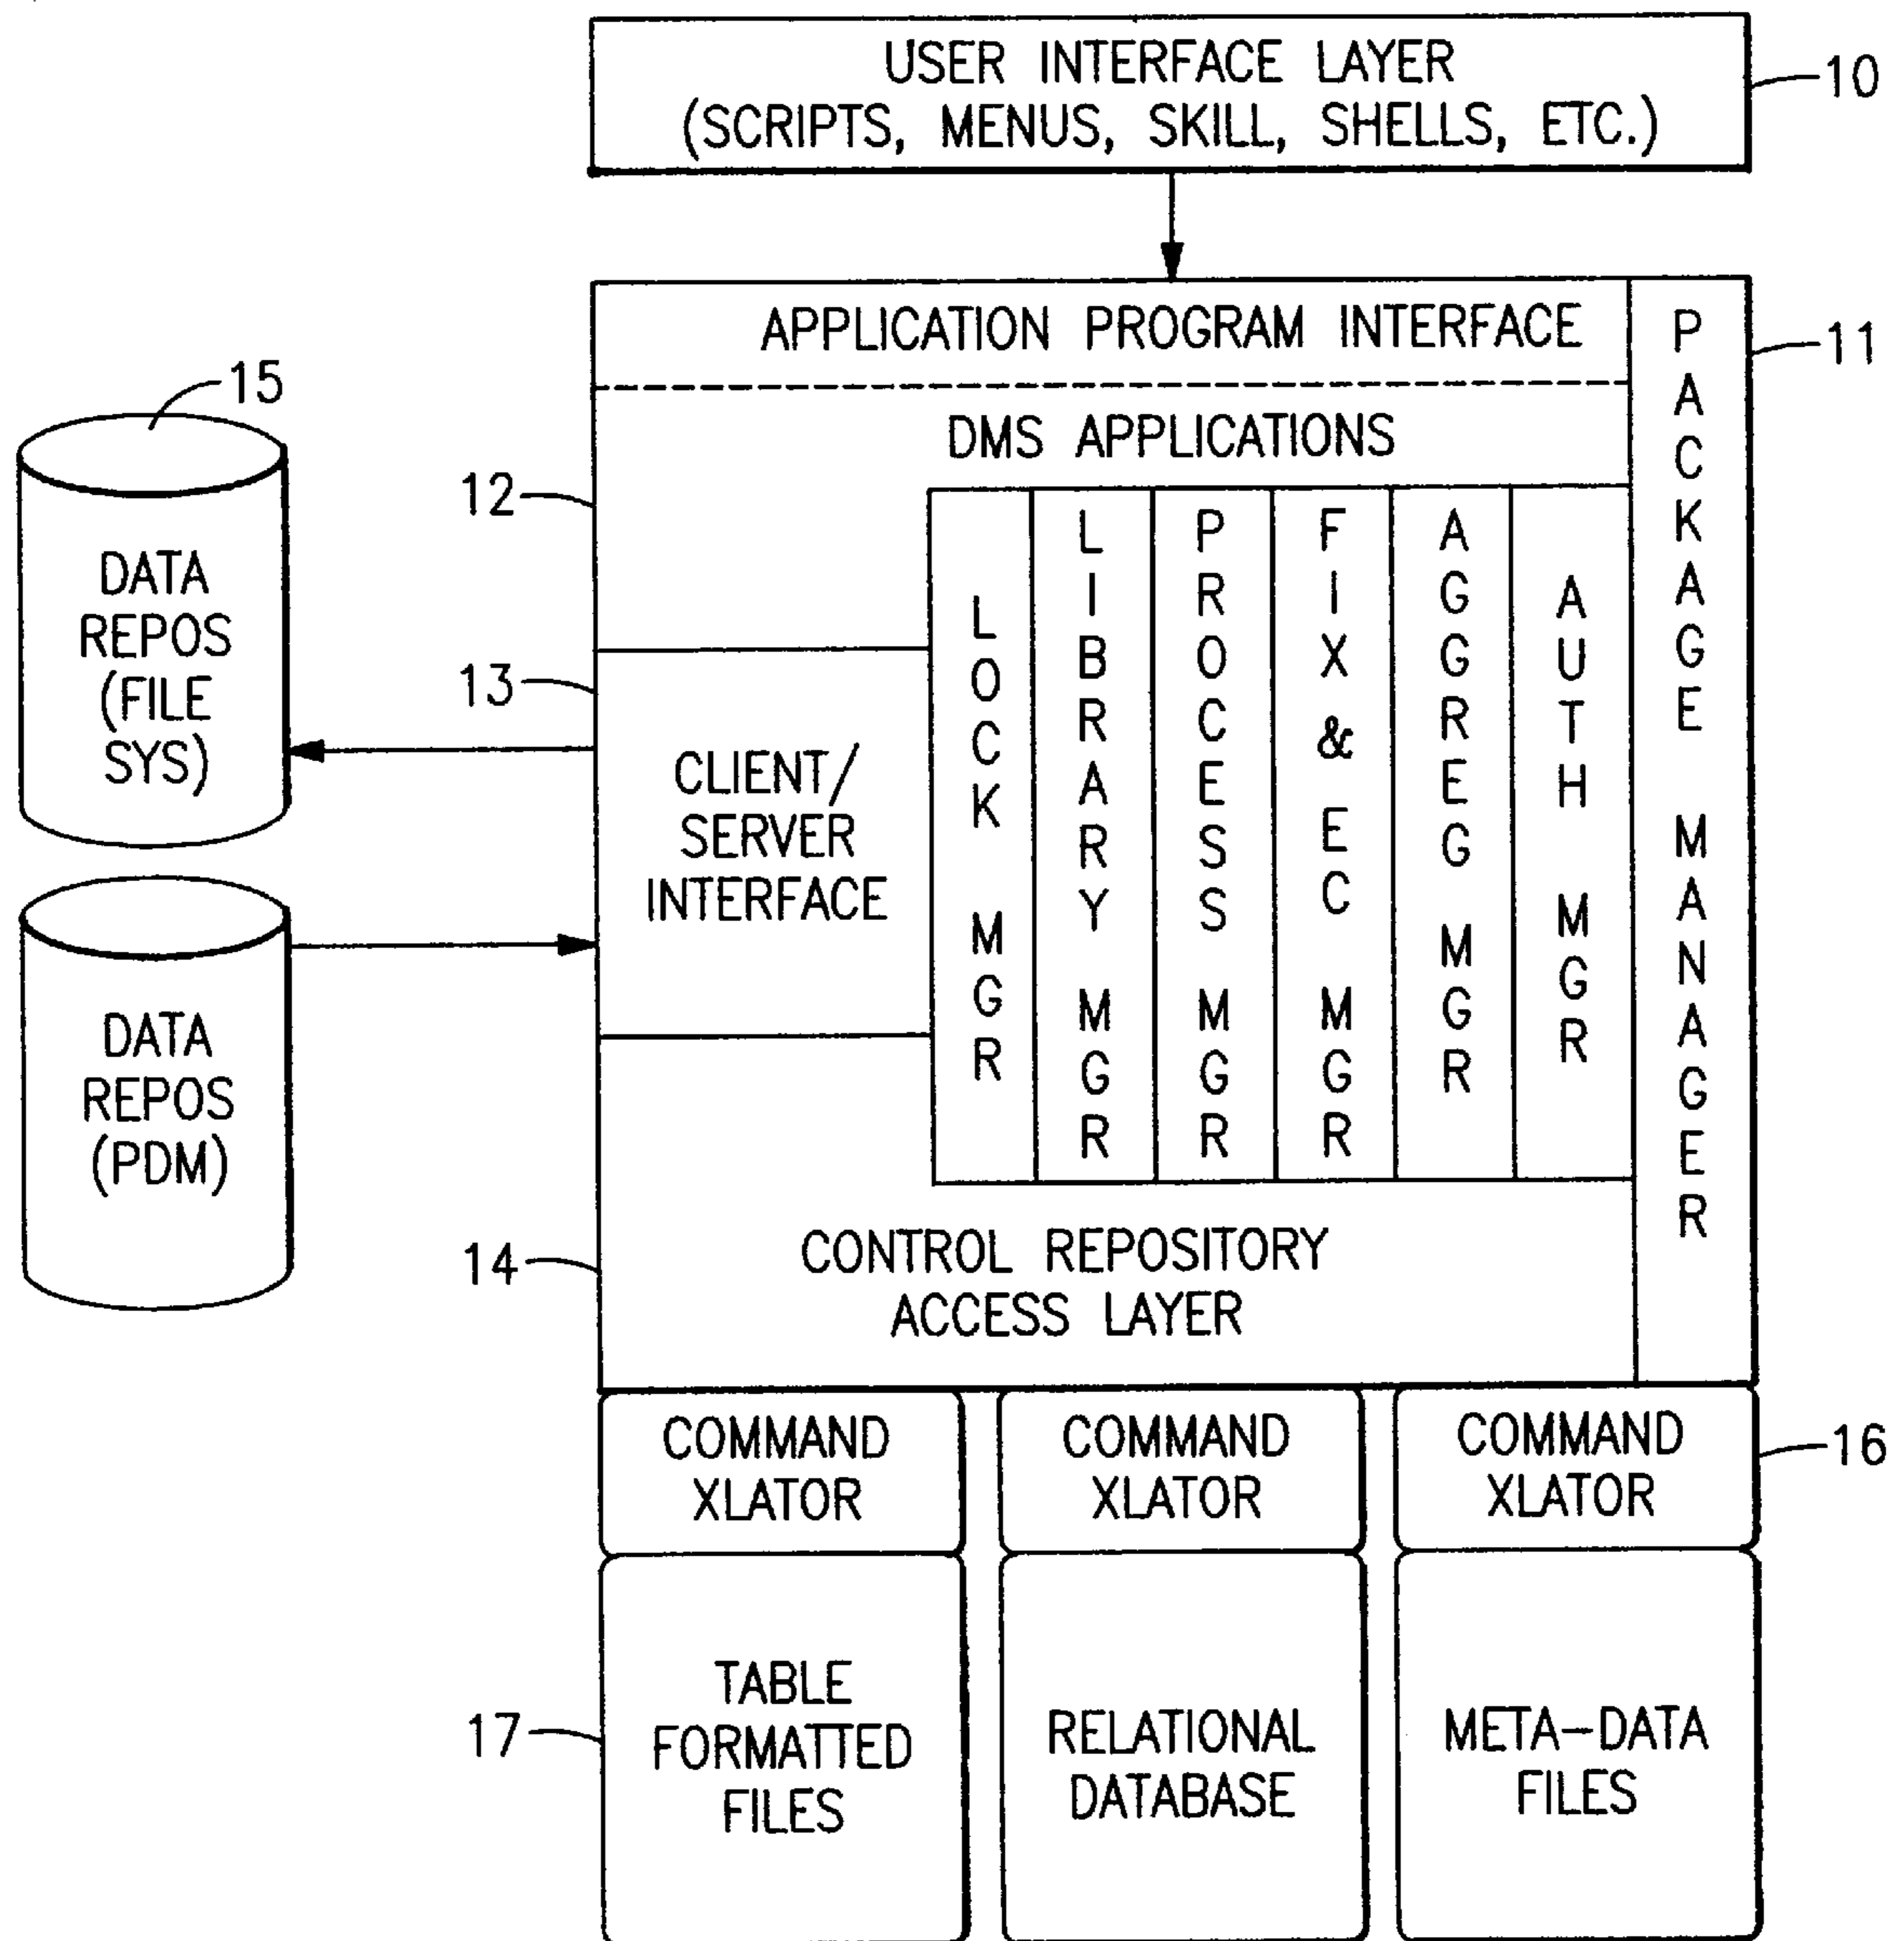 USER INTERFACE LAYER
(SCRIPTS, MENUS, SKILL, SHELLS, ETC.)
10
APPLICATION PROGRAM INTERFACE
PACKAGE MANAGER
11
15
DATA
REPOS
(FILE
SYS)
DMS APPLICATIONS
12
13
CLIENT/
SERVER
INTERFACE
LOCK MGR
LIBRARY MGR
PROCESS MGR
FIX & EC MGR
AGGREG MGR
AUTH MGR
DATA
REPOS
(PDM)
14
CONTROL REPOSITORY
ACCESS LAYER
COMMAND
XLATOR
COMMAND
XLATOR
COMMAND
XLATOR
16
17
TABLE
FORMATTED
FILES
RELATIONAL
DATABASE
META-DATA
FILES